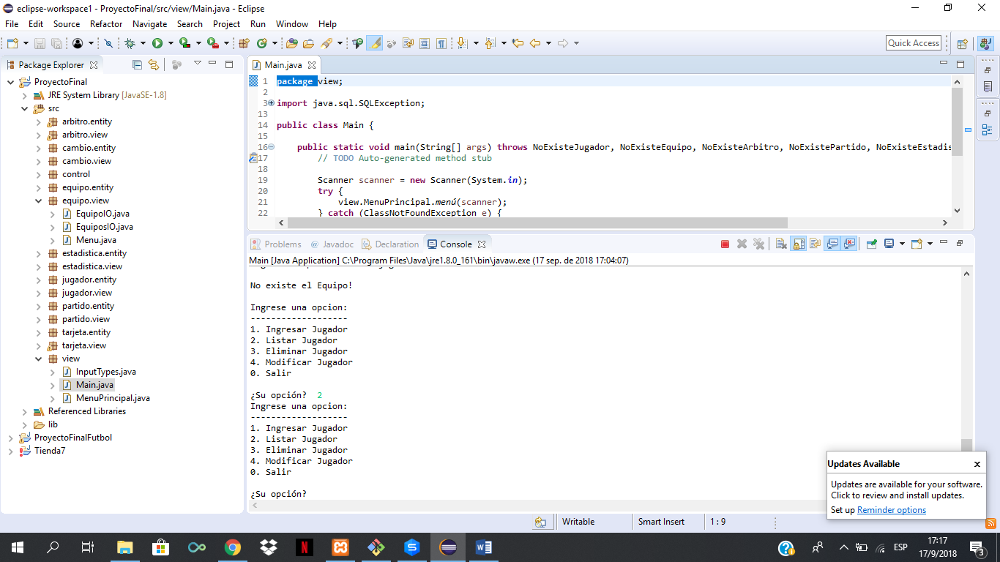 eclipse-workspace1 - ProyectoFinal/src/view/Main.java - Eclipse
File Edit Source Refactor Navigate Search Project Run Window Help
Quick Access
Package Explorer
ProyectoFinal
JRE System Library [JavaSE-1.8]
src
arbitro.entity
arbitro.view
cambio.entity
cambio.view
control
equipo.entity
equipo.view
EquipoIO.java
EquiposIO.java
Menu.java
estadistica.entity
estadistica.view
jugador.entity
jugador.view
partido.entity
partido.view
tarjeta.entity
tarjeta.view
view
InputTypes.java
Main.java
MenuPrincipal.java
Referenced Libraries
lib
ProyectoFinalFutbol
Tienda7
Main.java
1 package view;
2
3 import java.sql.SQLException;
13
14 public class Main {
15
16 public static void main(String[] args) throws NoExisteJugador, NoExisteEquipo, NoExisteArbitro, NoExistePartido, NoExisteEstadis
17 // TODO Auto-generated method stub
18
19 Scanner scanner = new Scanner(System.in);
20 try {
21 view.MenuPrincipal.menú(scanner);
22 } catch (ClassNotFoundException e) {
Problems @ Javadoc Declaration Console
Main [Java Application] C:\Program Files\Java\jre1.8.0_161\bin\javaw.exe (17 sep. de 2018 17:04:07)
No existe el Equipo!
Ingrese una opcion:
-------------------
1. Ingresar Jugador
2. Listar Jugador
3. Eliminar Jugador
4. Modificar Jugador
0. Salir
¿Su opción? 2
Ingrese una opcion:
-------------------
1. Ingresar Jugador
2. Listar Jugador
3. Eliminar Jugador
4. Modificar Jugador
0. Salir
¿Su opción?
Updates Available
Updates are available for your software.
Click to review and install updates.
Set up Reminder options
Writable Smart Insert 1 : 9
ESP
17:17
17/9/2018
3